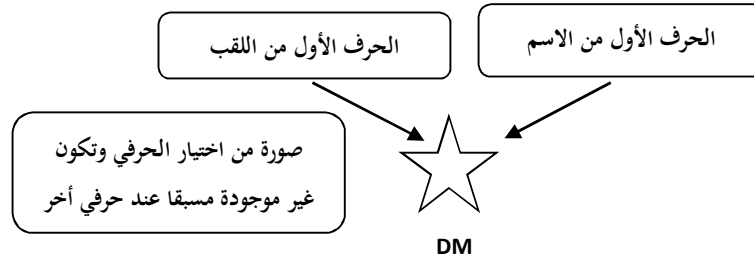 الحرف الأول من الاسم
الحرف الأول من اللقب
صورة من اختيار الحرفي وتكون
غير موجودة مسبقا عند حرفي أخر
DM